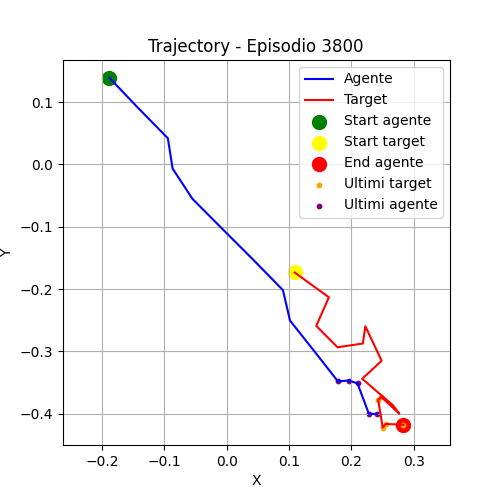 Trajectory - Episodio 3800
Agente
Target
Start agente
Start target
End agente
Ultimi target
Ultimi agente
Y
0.1
0.0
−0.1
−0.2
−0.3
−0.4
−0.2
−0.1
0.0
0.1
0.2
0.3
X